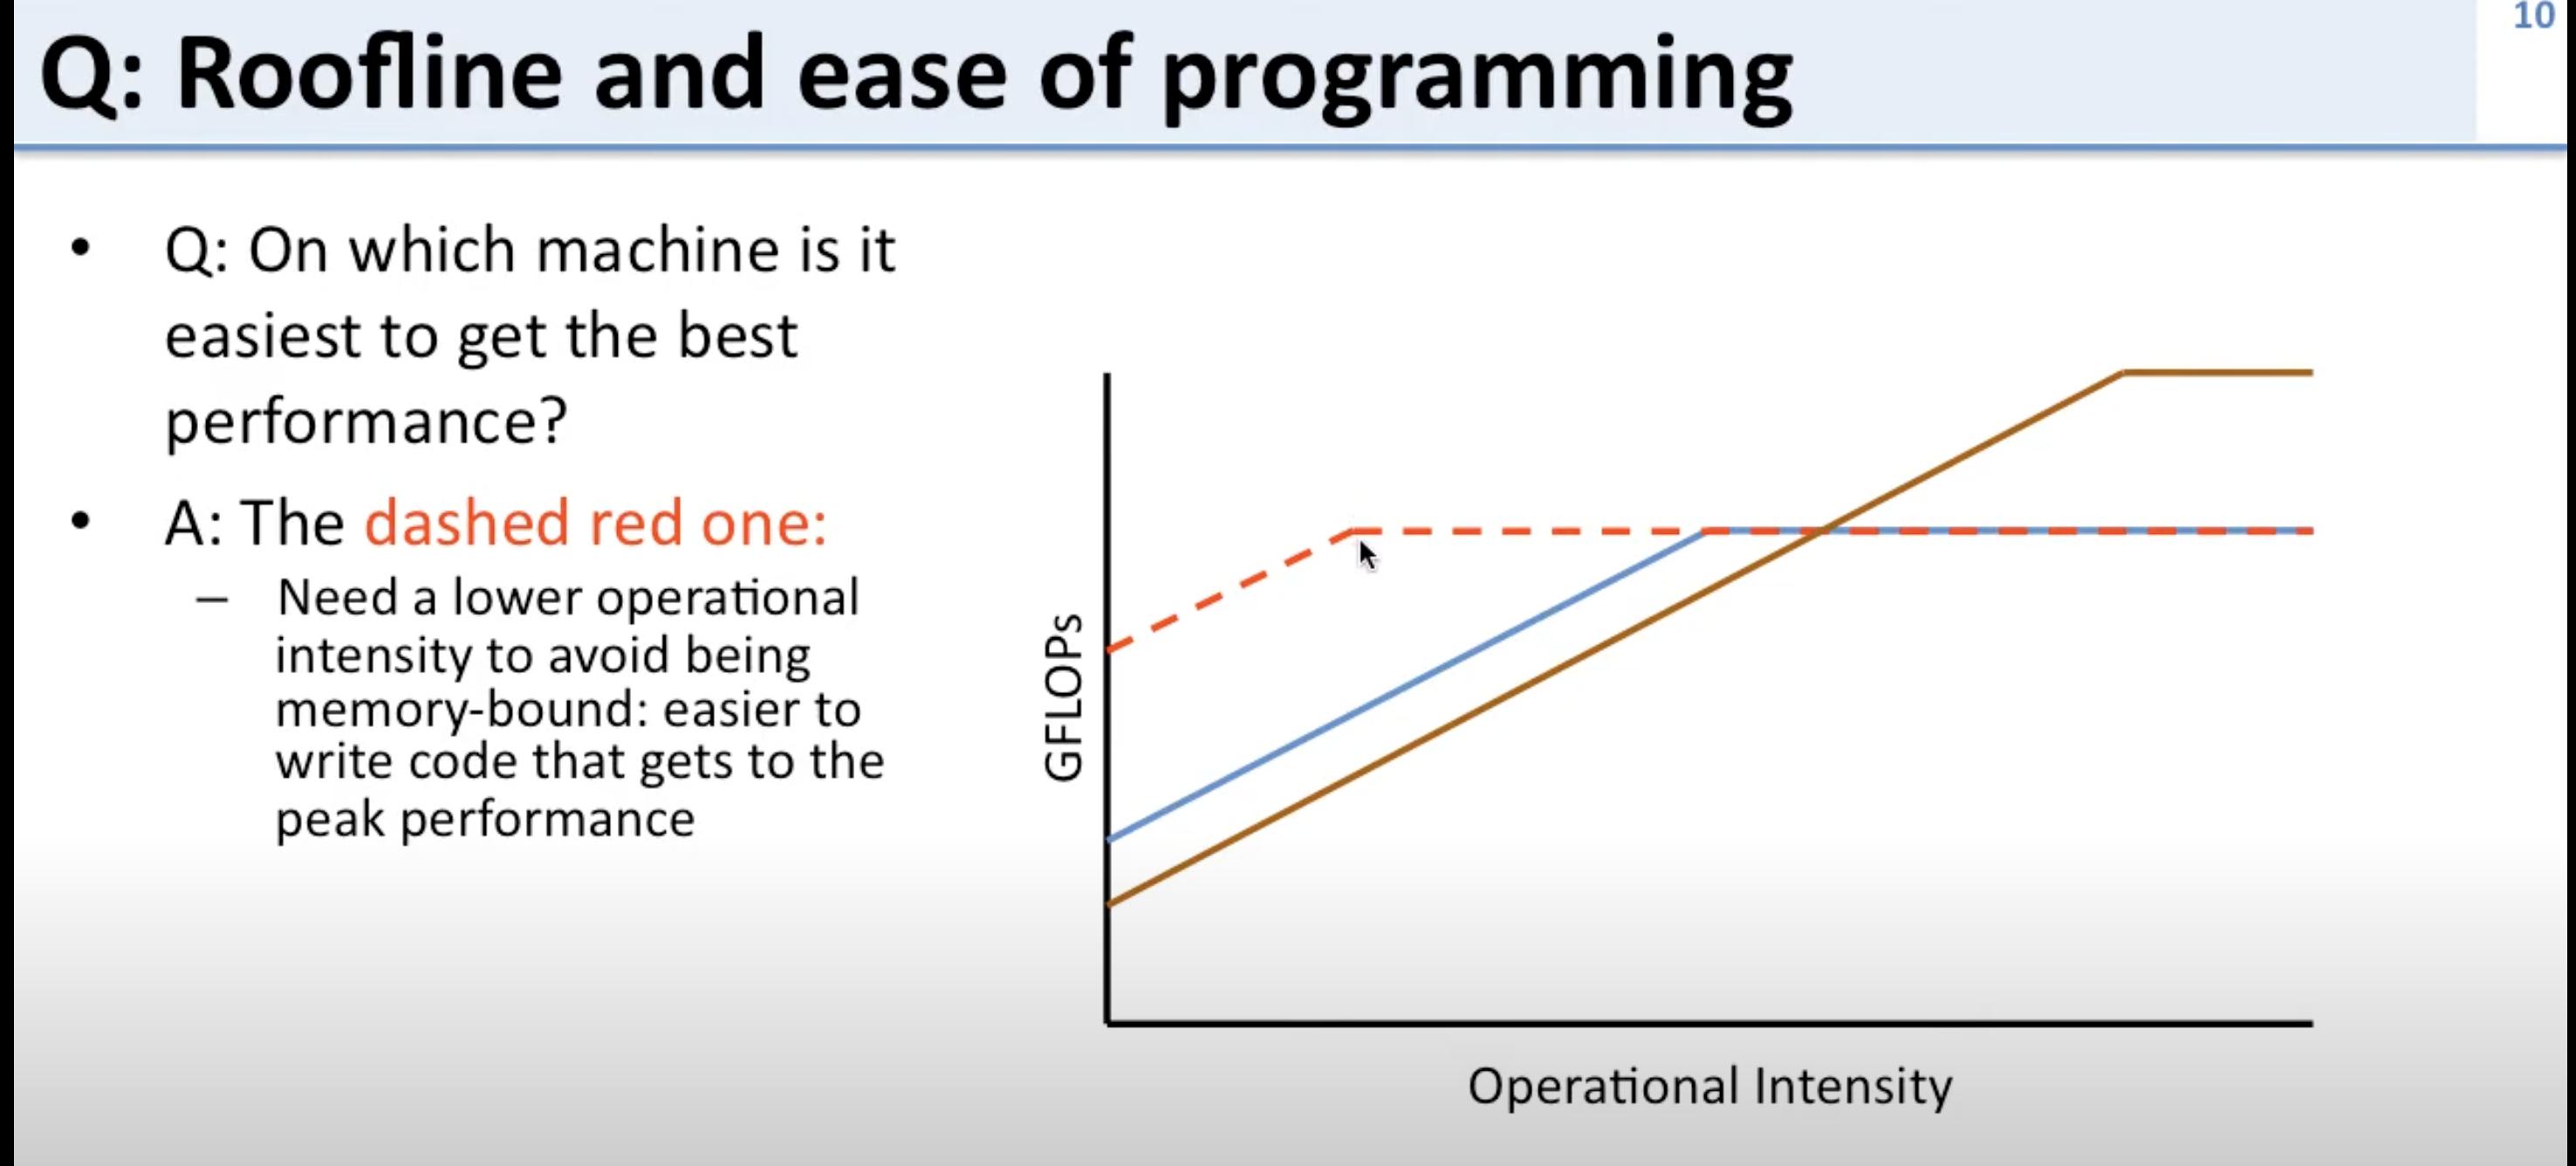 10
Q: Roofline and ease of programming
• Q: On which machine is it
easiest to get the best
performance?
• A: The dashed red one:
– Need a lower operational
intensity to avoid being
memory-bound: easier to
write code that gets to the
peak performance
GFLOPs
Operational Intensity